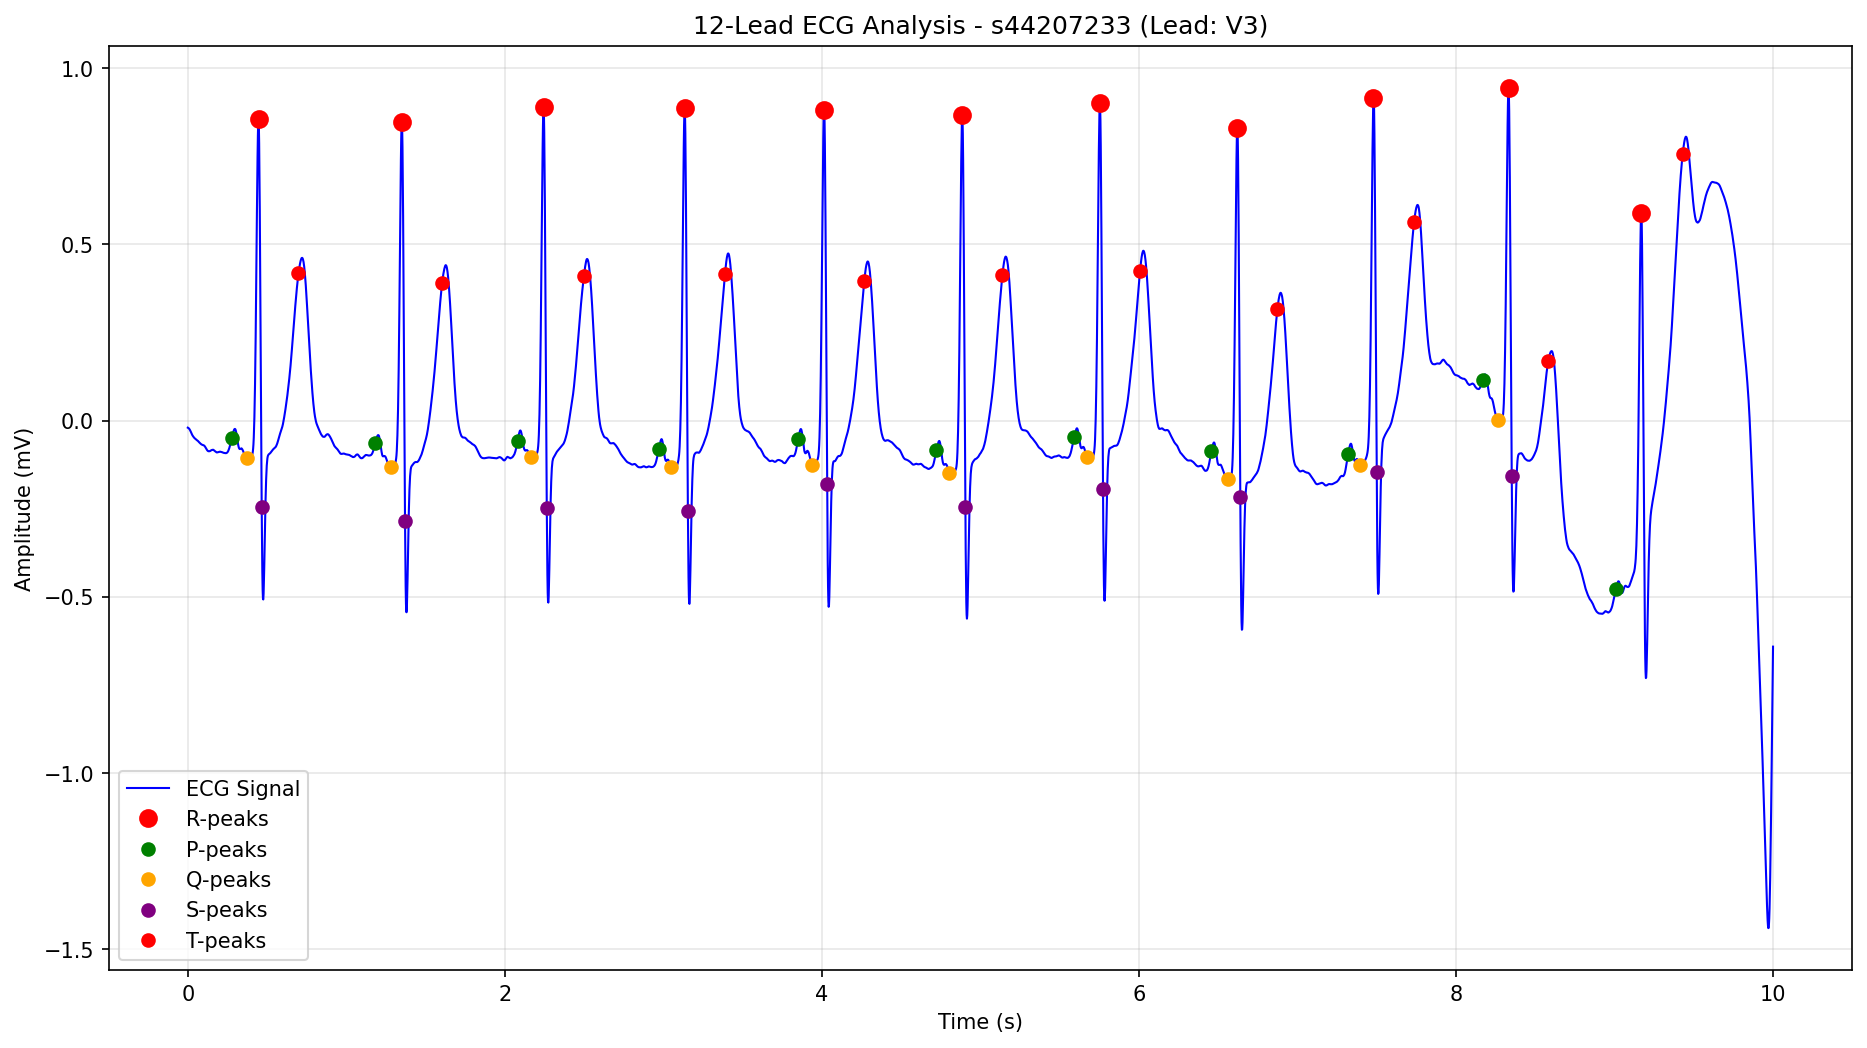 12-Lead ECG Analysis - s44207233 (Lead: V3)
Amplitude (mV)
1.0
0.5
0.0
−0.5
−1.0
−1.5
ECG Signal
R-peaks
P-peaks
Q-peaks
S-peaks
T-peaks
0 2 4 6 8 10
Time (s)